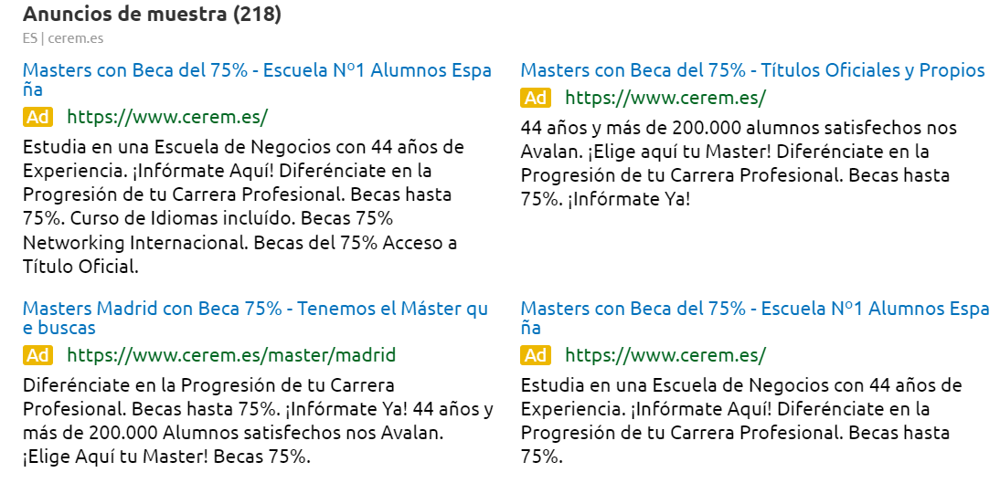 Anuncios de muestra (218)
ES | cerem.es
Masters con Beca del 75% - Escuela Nº1 Alumnos Espa
ña
Ad https://www.cerem.es/
Estudia en una Escuela de Negocios con 44 años de
Experiencia. ¡Infórmate Aquí! Diferénciate en la
Progresión de tu Carrera Profesional. Becas hasta
75%. Curso de Idiomas incluído. Becas 75%
Networking Internacional. Becas del 75% Acceso a
Título Oficial.
Masters con Beca del 75% - Títulos Oficiales y Propios
Ad https://www.cerem.es/
44 años y más de 200.000 alumnos satisfechos nos
Avalan. ¡Elige aquí tu Master! Diferénciate en la
Progresión de tu Carrera Profesional. Becas hasta
75%. ¡Infórmate Ya!
Masters Madrid con Beca 75% - Tenemos el Máster qu
e buscas
Ad https://www.cerem.es/master/madrid
Diferénciate en la Progresión de tu Carrera
Profesional. Becas hasta 75%. ¡Infórmate Ya! 44 años y
más de 200.000 Alumnos satisfechos nos Avalan.
¡Elige Aquí tu Master! Becas 75%.
Masters con Beca del 75% - Escuela Nº1 Alumnos Espa
ña
Ad https://www.cerem.es/
Estudia en una Escuela de Negocios con 44 años de
Experiencia. ¡Infórmate Aquí! Diferénciate en la
Progresión de tu Carrera Profesional. Becas hasta
75%.